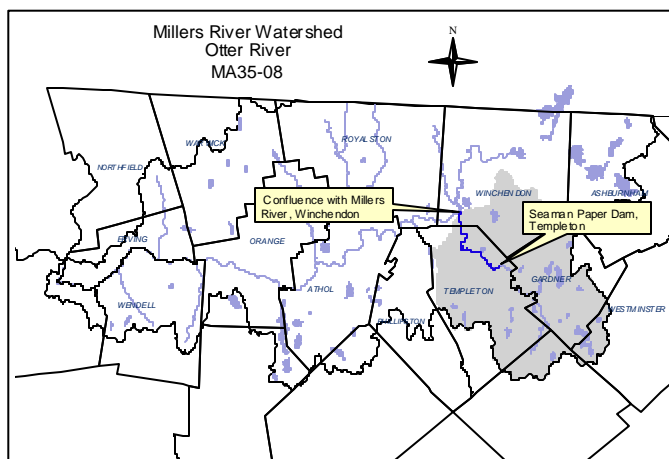 Millers River Watershed
Otter River
MA35-08
N
ROYALSTON
WARWICK
NORTHFIELD
WINCHENDON
ASHBURNHAM
Confluence with Millers
River, Winchendon
Seaman Paper Dam,
Templeton
ERVING
ORANGE
GARDNER
ATHOL
TEMPLETON
WENDELL
WESTMINSTER
PHILLIPSTON